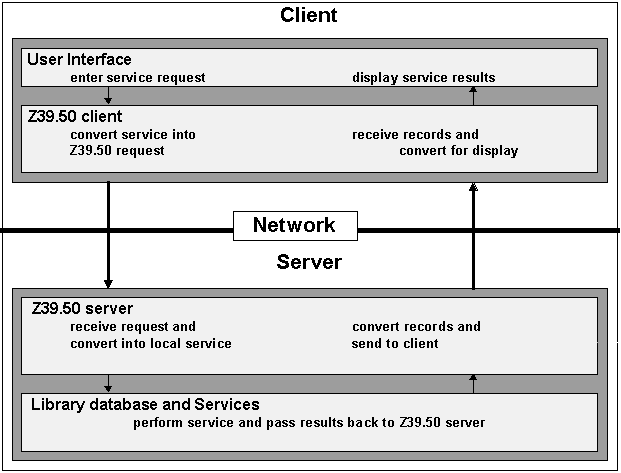 Client
User Interface
enter service request display service results
Z39.50 client
convert service into receive records and
Z39.50 request convert for display
Network
Server
Z39.50 server
receive request and convert records and
convert into local service send to client
Library database and Services
perform service and pass results back to Z39.50 server